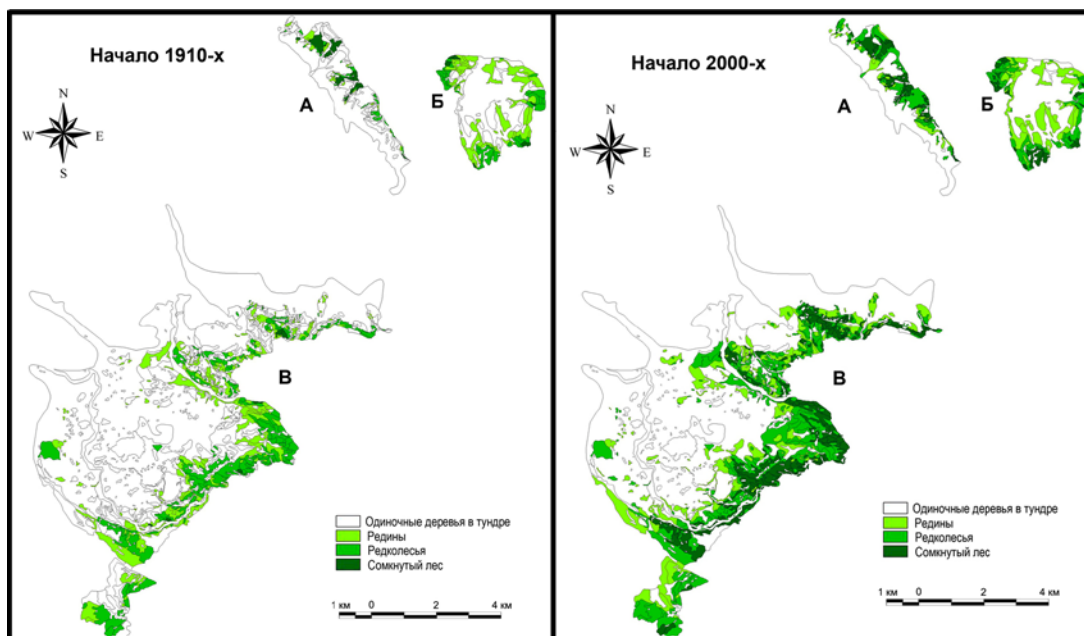 Начало 1910-х
А
Б
N
W E
S
В
Одиночные деревья в тундре
Редины
Редколесья
Сомкнутый лес
1 км 0 2 4 км
Начало 2000-х
А
Б
N
W E
S
В
Одиночные деревья в тундре
Редины
Редколесья
Сомкнутый лес
1 км 0 2 4 км